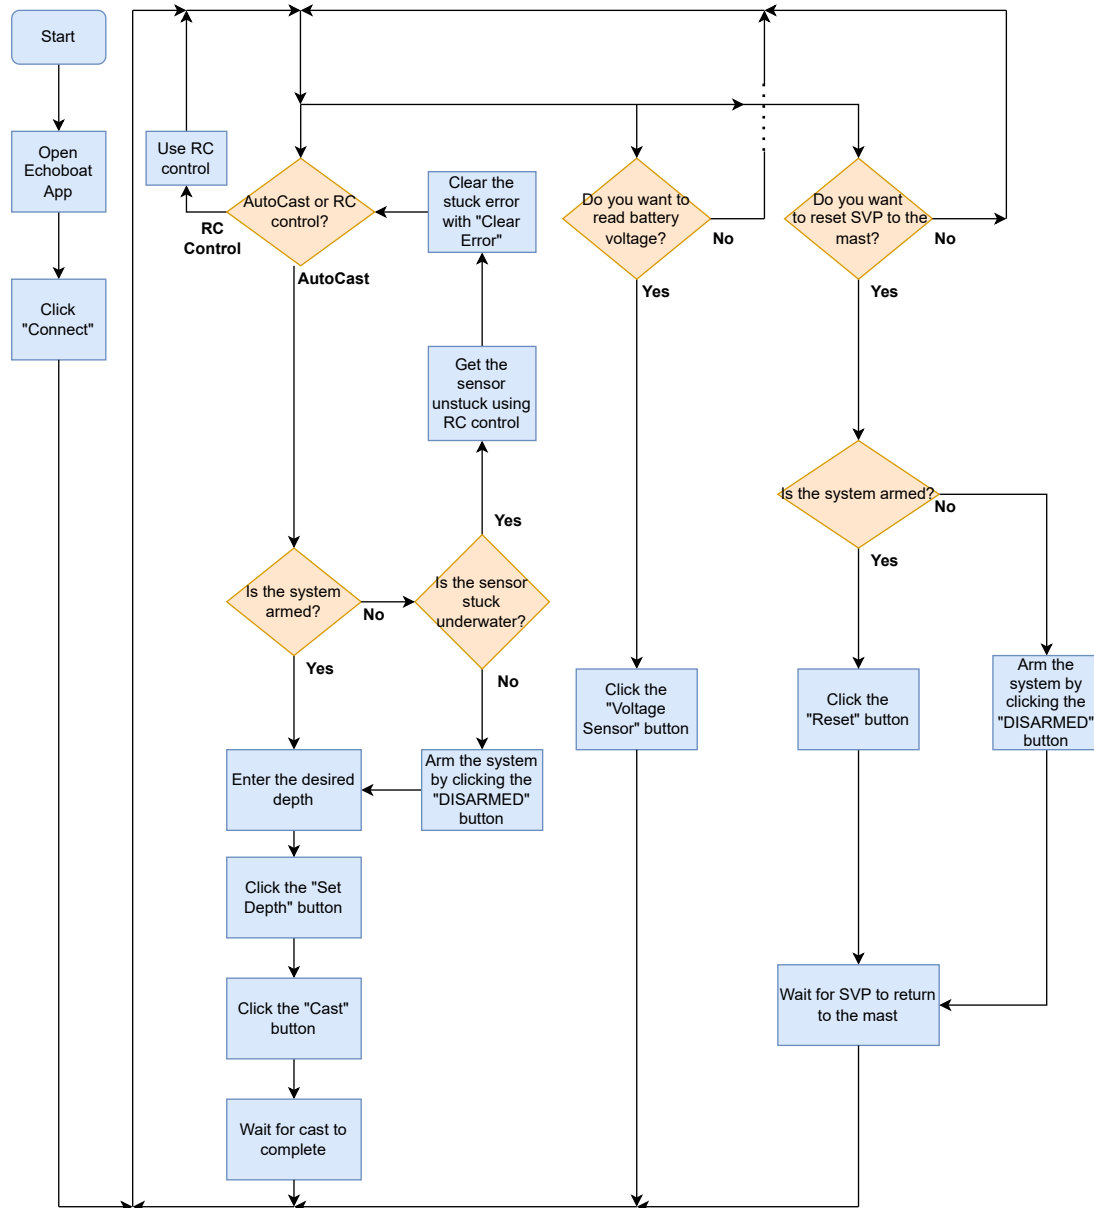 Start
Open
Echoboat
App
Click
"Connect"
Use RC
control
AutoCast or RC
control?
RC
Control
AutoCast
Clear the
stuck error
with "Clear
Error"
Get the
sensor
unstuck using
RC control
Yes
Is the system
armed?
No
Is the sensor
stuck
underwater?
Yes
No
Enter the desired
depth
Arm the system
by clicking the
"DISARMED"
button
Click the "Set
Depth" button
Click the "Cast"
button
Wait for cast to
complete
Do you want to
read battery
voltage?
No
Yes
Click the
"Voltage
Sensor" button
Do you want
to reset SVP to the
mast?
No
Yes
Is the system armed?
No
Yes
Click the
"Reset" button
Arm the
system by
clicking the
"DISARMED"
button
Wait for SVP to return
to the mast